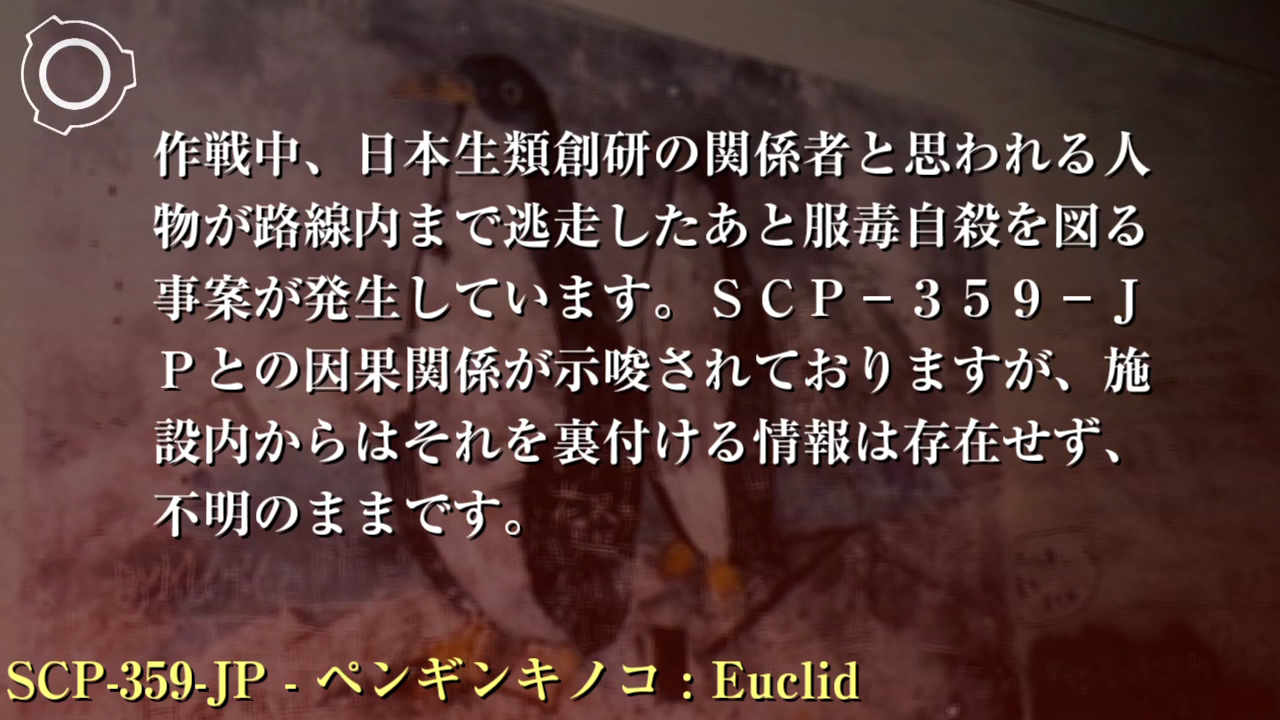 作戦中、日本生類創研の関係者と思われる人
物が路線内まで逃走したあと服毒自殺を図る
事案が発生しています。ＳＣＰ－３５９－Ｊ
Ｐとの因果関係が示唆されておりますが、施
設内からはそれを裏付ける情報は存在せず、
不明のままです。
SCP-359-JP - ペンギンキノコ : Euclid